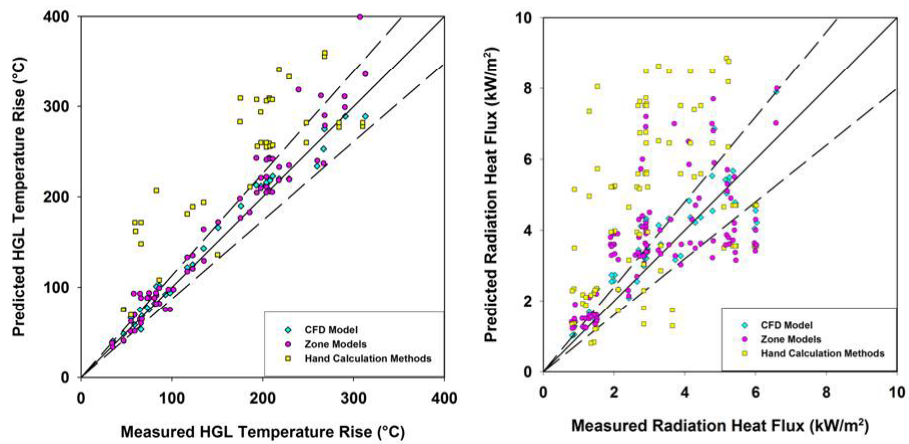 400
300
200
100
0
0
100
200
300
400
Predicted HGL Temperature Rise (°C)
Measured HGL Temperature Rise (°C)
CFD Model
Zone Models
Hand Calculation Methods
10
8
6
4
2
0
0
2
4
6
8
10
Predicted Radiation Heat Flux (kW/m²)
Measured Radiation Heat Flux (kW/m²)
CFD Model
Zone Models
Hand Calculation Methods